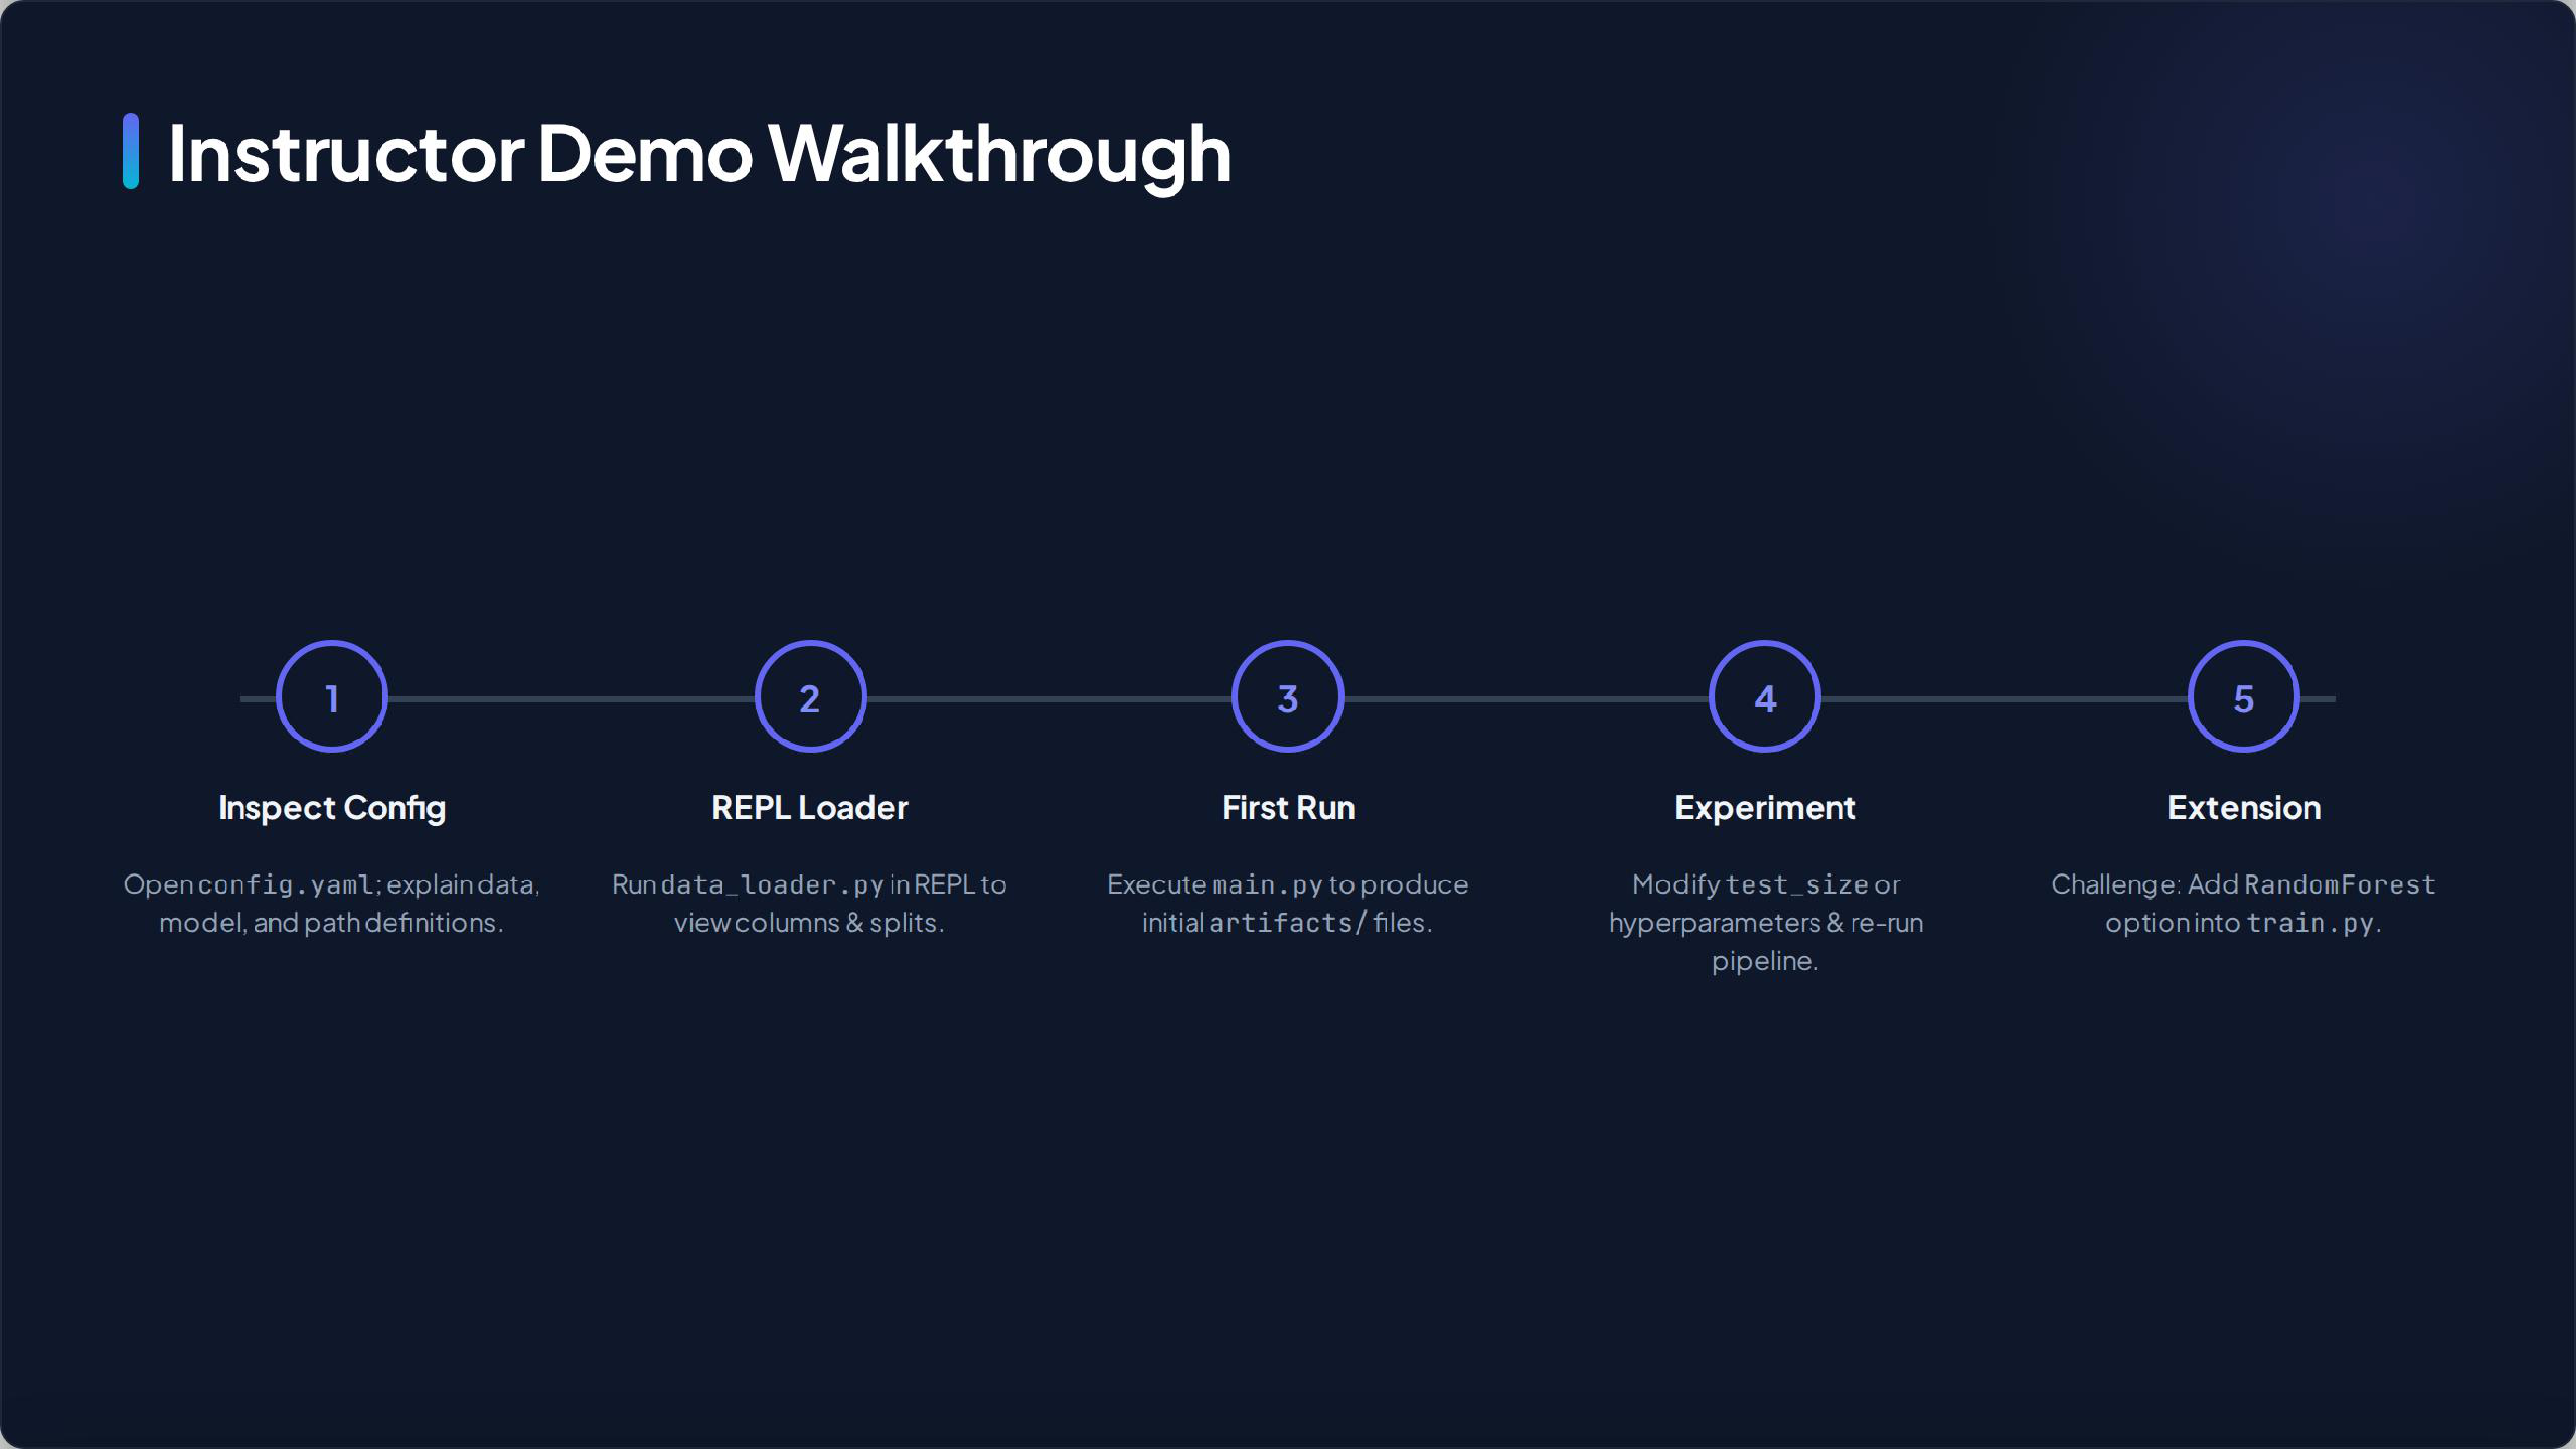 Instructor Demo Walkthrough
1
2
3
4
5
Inspect Config
Open config.yaml; explain data,
model, and path definitions.
REPL Loader
Run data_loader.py in REPL to
view columns & splits.
First Run
Execute main.py to produce
initial artifacts/ files.
Experiment
Modify test_size or
hyperparameters & re-run
pipeline.
Extension
Challenge: Add RandomForest
option into train.py.